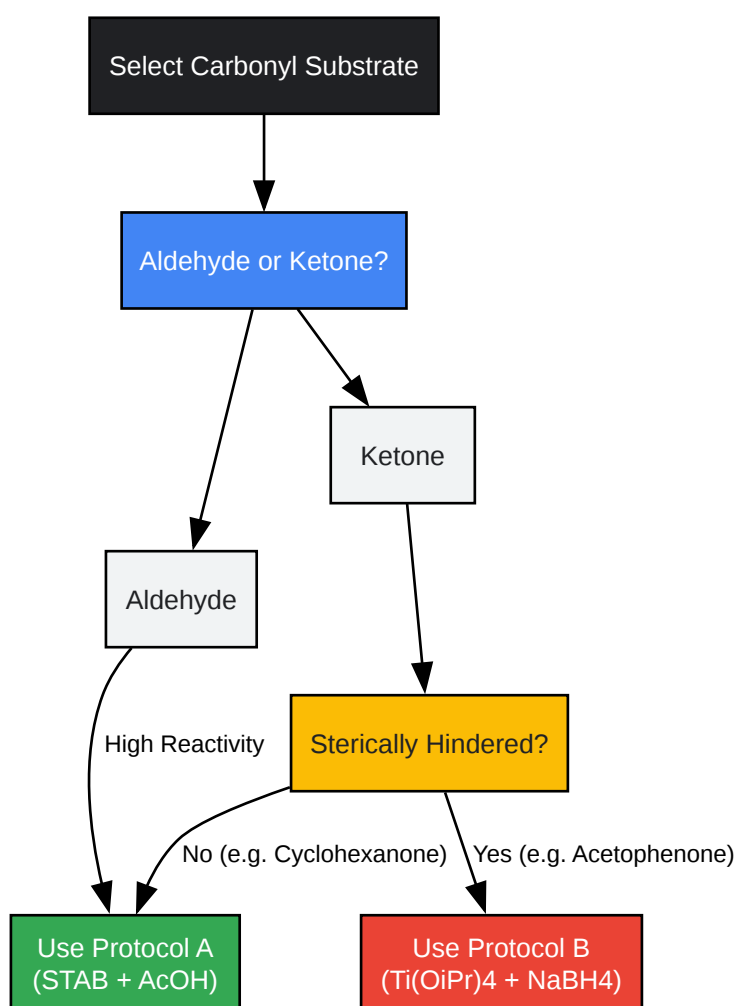 Select Carbonyl Substrate
Aldehyde or Ketone?
Ketone
Aldehyde
High Reactivity
Sterically Hindered?
No (e.g. Cyclohexanone)
Yes (e.g. Acetophenone)
Use Protocol A
(STAB + AcOH)
Use Protocol B
(Ti(OiPr)4 + NaBH4)